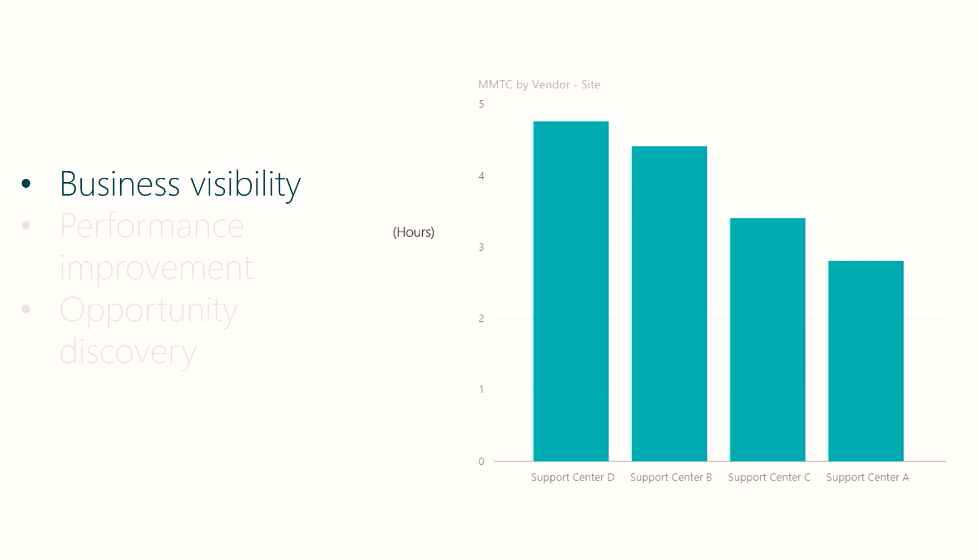 • Business visibility
• Performance
improvement
• Opportunity
discovery
(Hours)
MMTC by Vendor - Site
5
4
3
2
1
0
Support Center D Support Center B Support Center C Support Center A